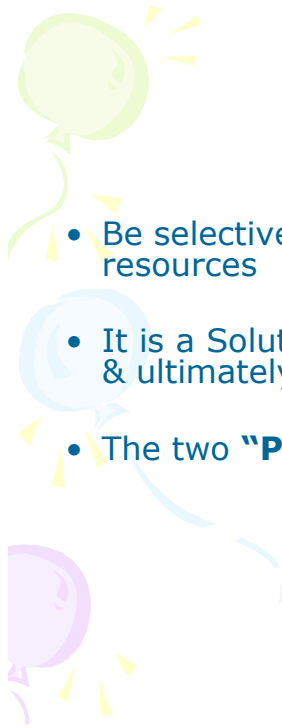 • Be selective
resources
• It is a Solut
& ultimately
• The two “P